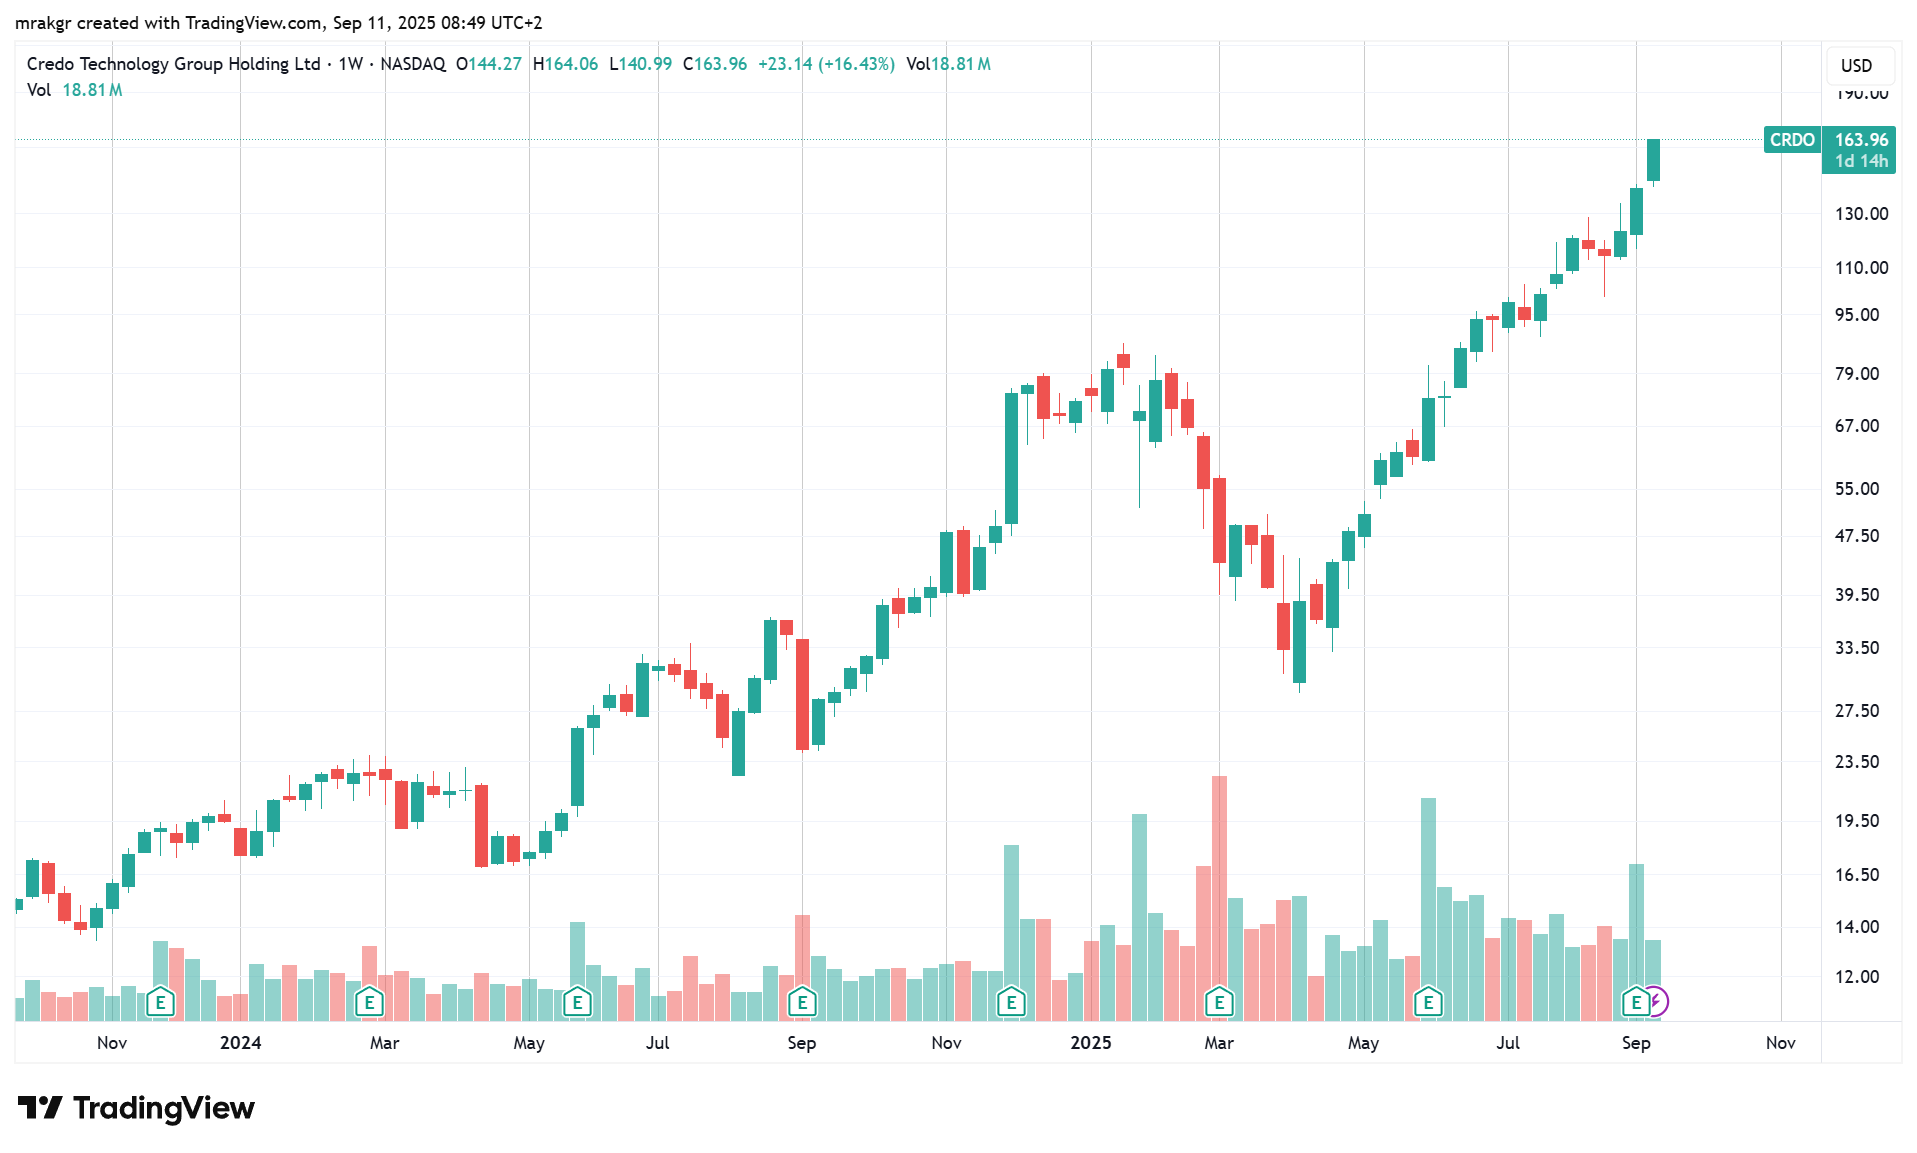 mrakgr created with TradingView.com, Sep 11, 2025 08:49 UTC+2
Credo Technology Group Holding Ltd · 1W · NASDAQ O144.27 H164.06 L140.99 C163.96 +23.14 (+16.43%) Vol18.81M
Vol 18.81M
USD
190.00
CRDO 163.96
1d 14h
130.00
110.00
95.00
79.00
67.00
55.00
47.50
39.50
33.50
27.50
23.50
19.50
16.50
14.00
12.00
E E E E E E E E
Nov 2024 Mar May Jul Sep Nov 2025 Mar May Jul Sep Nov
TradingView